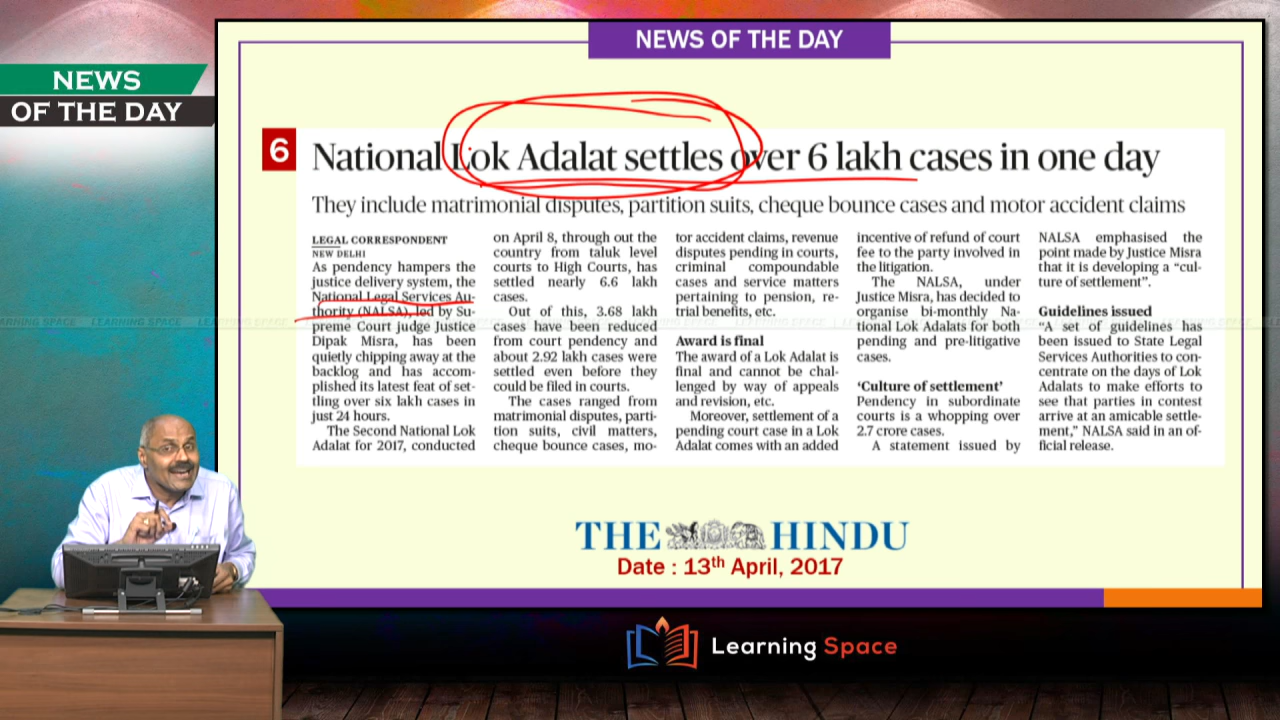 NEWS OF THE DAY
NEWS
OF THE DAY
6
National Lok Adalat settles over 6 lakh cases in one day
They include matrimonial disputes, partition suits, cheque bounce cases and motor accident claims
LEGAL CORRESPONDENT
NEW DELHI
As pendency hampers the
justice delivery system, the
National Legal Services Au-
thority (NALSA), led by Su-
preme Court judge Justice
Dipak Misra, has been
quietly chipping away at the
backlog and has accom-
plished its latest feat of set-
tling over six lakh cases in
just 24 hours.
The Second National Lok
Adalat for 2017, conducted
on April 8, through out the
country from taluk level
courts to High Courts, has
settled nearly 6.6 lakh
cases.
Out of this, 3.68 lakh
cases have been reduced
from court pendency and
about 2.92 lakh cases were
settled even before they
could be filed in courts.
The cases ranged from
matrimonial disputes, parti-
tion suits, civil matters,
cheque bounce cases, mo-
tor accident claims, revenue
disputes pending in courts,
criminal compoundable
cases and service matters
pertaining to pension, re-
trial benefits, etc.
Award is final
The award of a Lok Adalat is
final and cannot be chal-
lenged by way of appeals
and revision, etc.
Moreover, settlement of a
pending court case in a Lok
Adalat comes with an added
incentive of refund of court
fee to the party involved in
the litigation.
The NALSA, under
Justice Misra, has decided to
organise bi-monthly Na-
tional Lok Adalats for both
pending and pre-litigative
cases.
‘Culture of settlement’
Pendency in subordinate
courts is a whopping over
2.7 crore cases.
A statement issued by
NALSA emphasised the
point made by Justice Misra
that it is developing a “cul-
ture of settlement”.
Guidelines issued
“A set of guidelines has
been issued to State Legal
Services Authorities to con-
centrate on the days of Lok
Adalats to make efforts to
see that parties in contest
arrive at an amicable settle-
ment,” NALSA said in an of-
ficial release.
THE HINDU
Date : 13th April, 2017
Learning Space